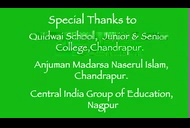 Special Thanks to
Quidwai School, Junior & Senior
College,Chandrapur.
Anjuman Madarsa Naserul Islam,
Chandrapur.
Central India Group of Education,
Nagpur